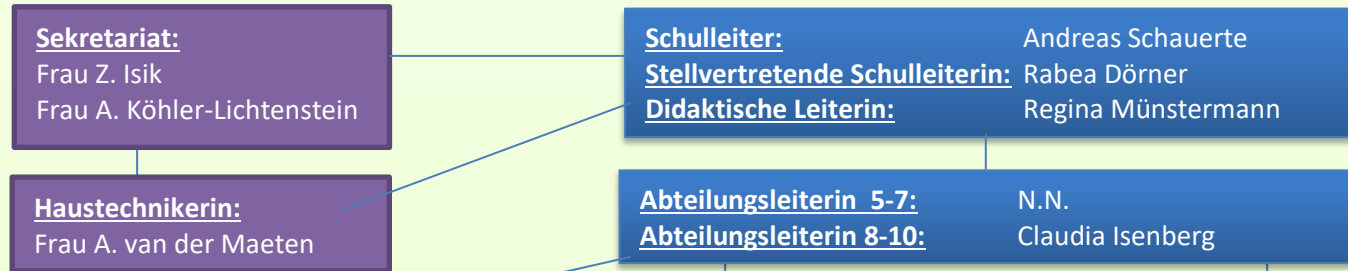 Sekretariat:
Frau Z. Isik
Frau A. Köhler-Lichtenstein
Schulleiter: Andreas Schauerte
Stellvertretende Schulleiterin: Rabea Dörner
Didaktische Leiterin: Regina Münstermann
Haustechnikerin:
Frau A. van der Maeten
Abteilungsleiterin 5-7: N.N.
Abteilungsleiterin 8-10: Claudia Isenberg